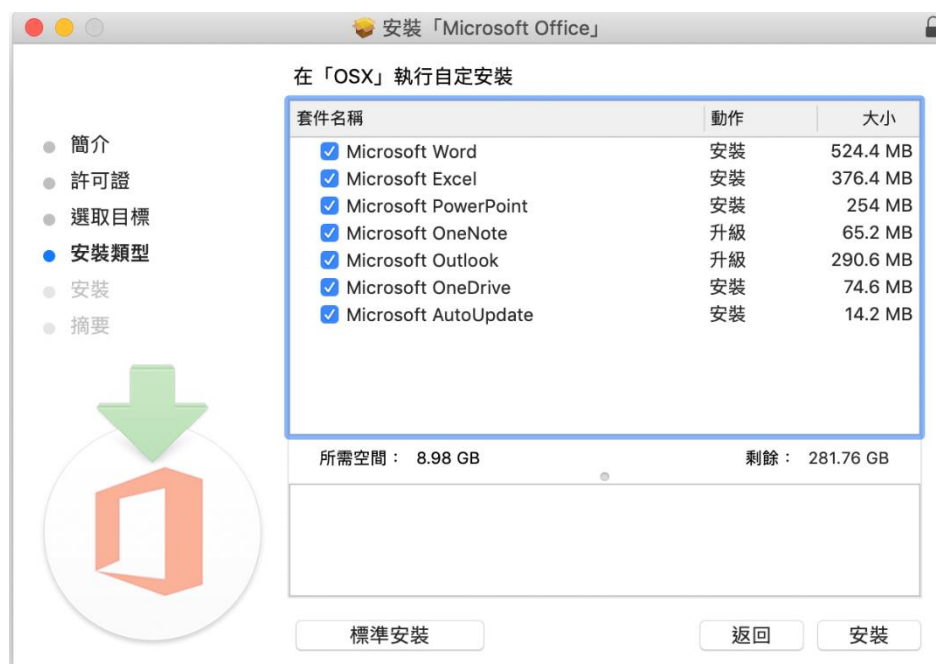 安裝「Microsoft Office」
在「OSX」執行自定安裝
簡介
許可證
選取目標
安裝類型
安裝
摘要
套件名稱 動作 大小
Microsoft Word 安裝 524.4 MB
Microsoft Excel 安裝 376.4 MB
Microsoft PowerPoint 安裝 254 MB
Microsoft OneNote 升級 65.2 MB
Microsoft Outlook 升級 290.6 MB
Microsoft OneDrive 安裝 74.6 MB
Microsoft AutoUpdate 安裝 14.2 MB
所需空間： 8.98 GB 剩餘： 281.76 GB
標準安裝 返回 安裝